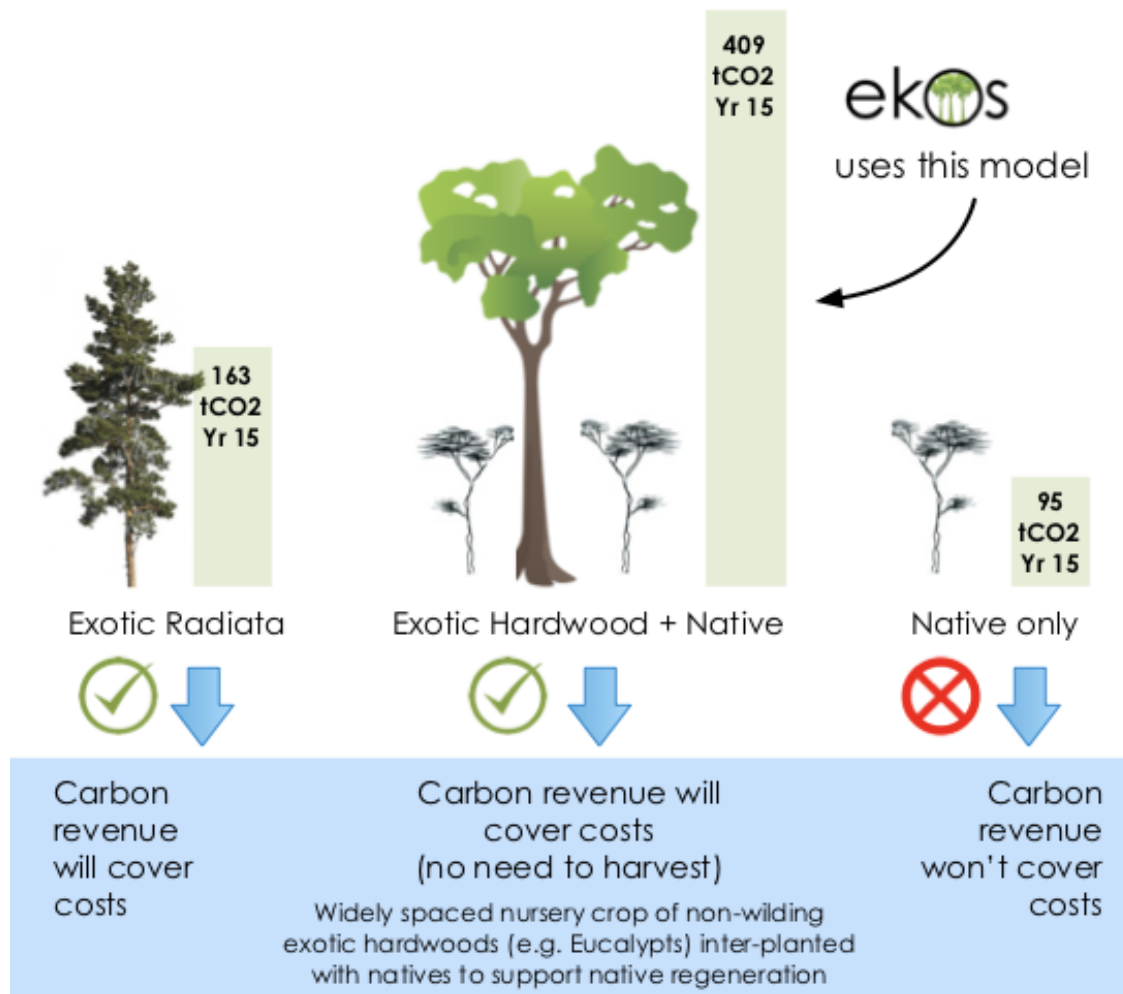 409
tCO2
Yr 15
ekos
uses this model
163
tCO2
Yr 15
95
tCO2
Yr 15
Exotic Radiata
Exotic Hardwood + Native
Native only
Carbon
revenue
will cover
costs
Carbon revenue will
cover costs
(no need to harvest)
Widely spaced nursery crop of non-wilding
exotic hardwoods (e.g. Eucalypts) inter-planted
with natives to support native regeneration
Carbon
revenue
won't cover
costs